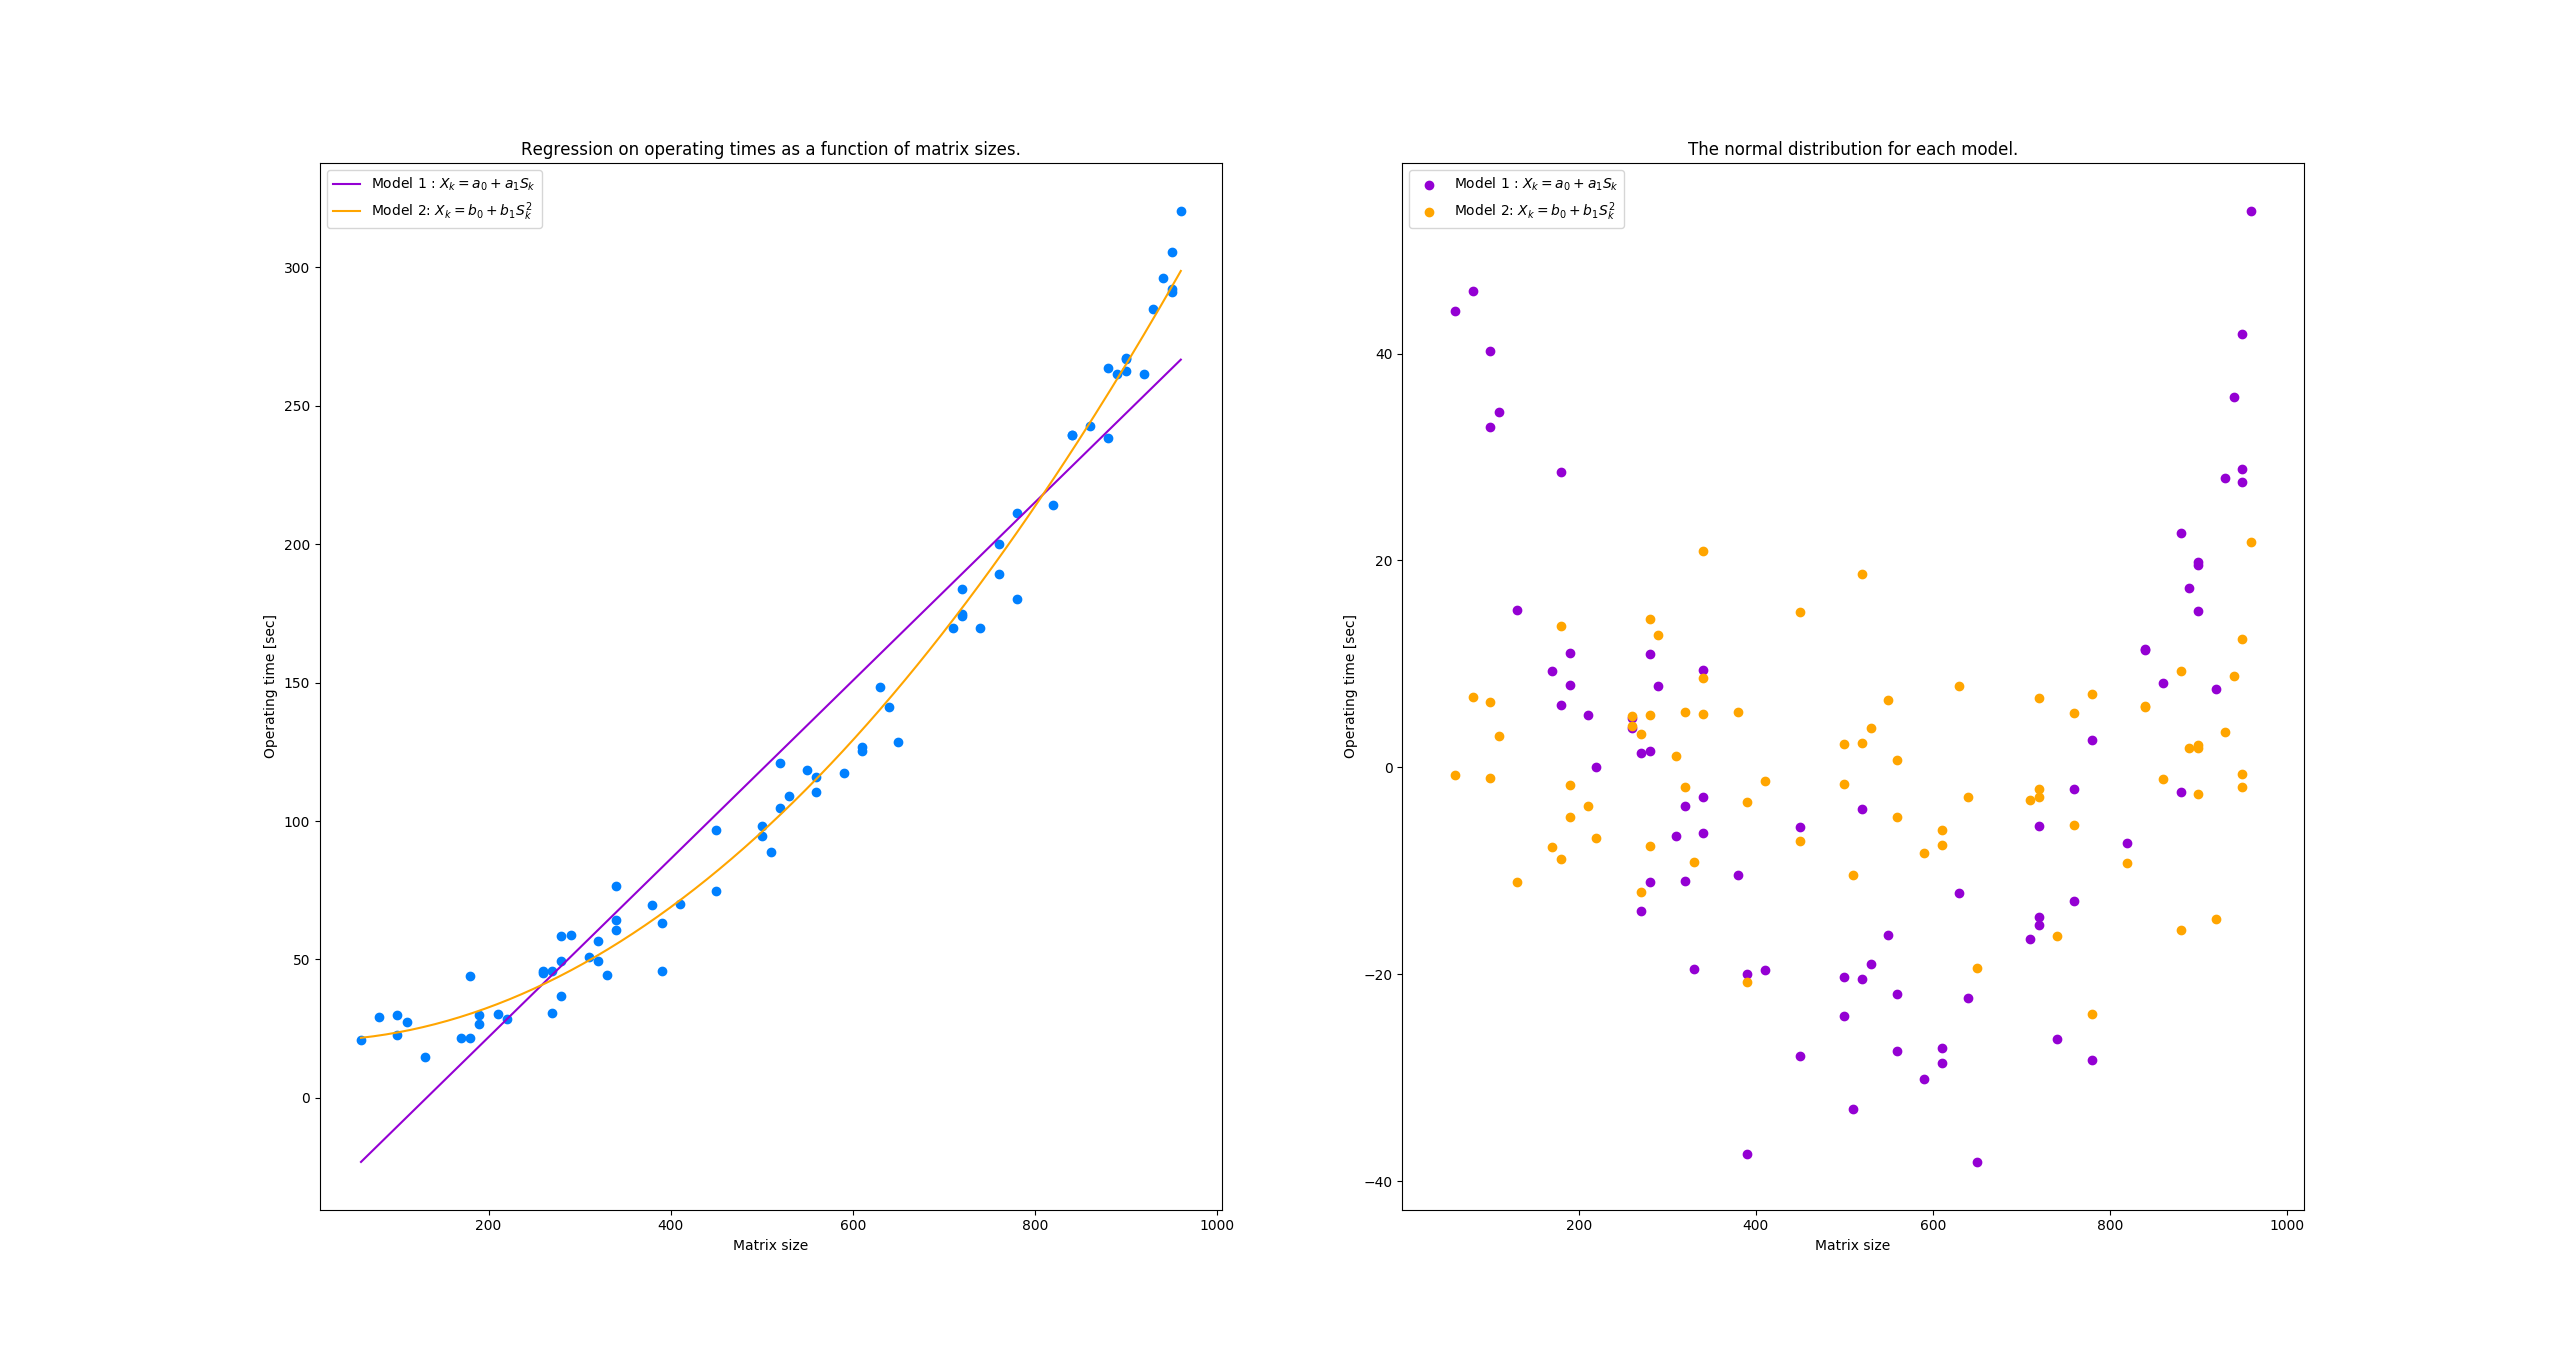 Regression on operating times as a function of matrix sizes.
Model 1 : X_k = a_0 + a_1S_k
Model 2: X_k = b_0 + b_1S_k^2
300
250
200
150
100
50
0
Operating time [sec]
200 400 600 800 1000
Matrix size
The normal distribution for each model.
Model 1 : X_k = a_0 + a_1S_k
Model 2: X_k = b_0 + b_1S_k^2
40
20
0
−20
−40
Operating time [sec]
200 400 600 800 1000
Matrix size